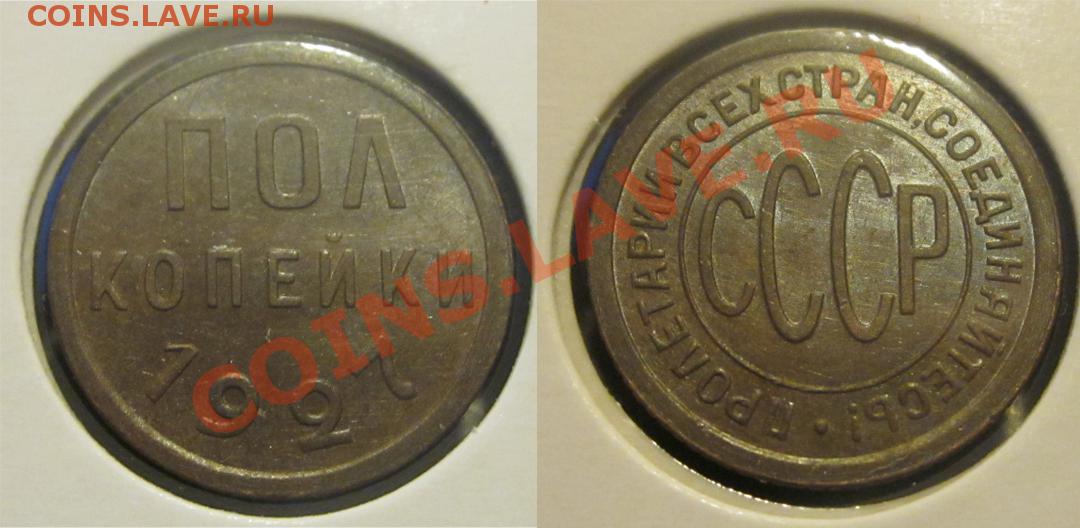 COINS.LAVE.RU
ПОЛ
КОПЕЙКИ
ПРОЛЕТАРИИ ВСЕХ СТРАН, СОЕДИНЯЙТЕСЬ! •
СССР
COINS.LAVE.RU